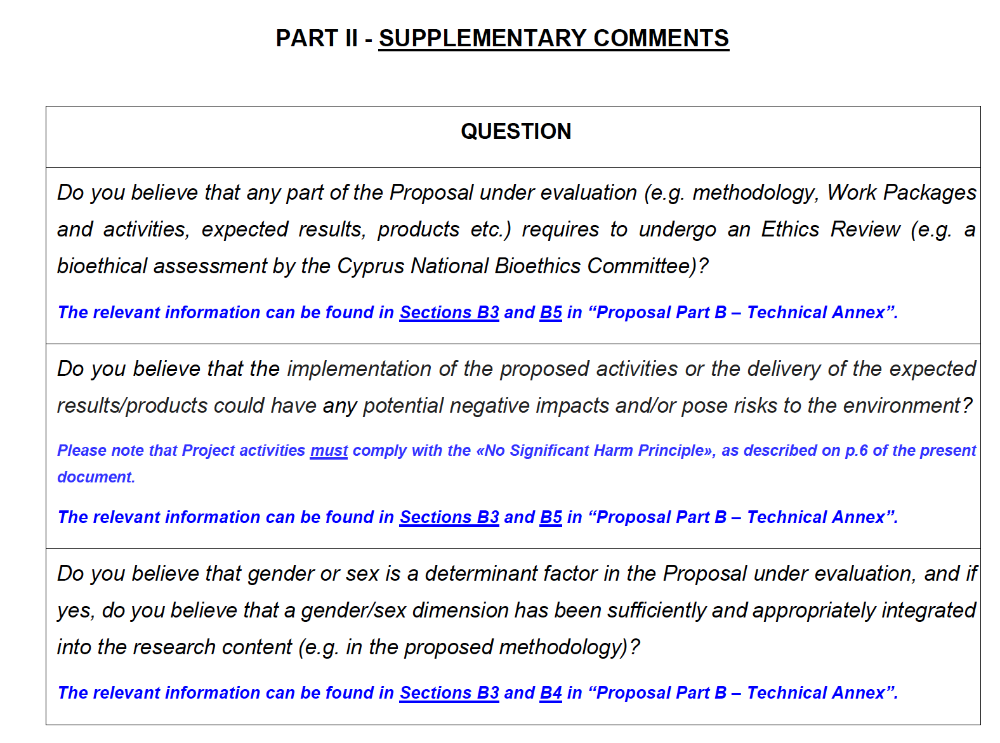 PART II - SUPPLEMENTARY COMMENTS
QUESTION
Do you believe that any part of the Proposal under evaluation (e.g. methodology, Work Packages
and activities, expected results, products etc.) requires to undergo an Ethics Review (e.g. a
bioethical assessment by the Cyprus National Bioethics Committee)?
The relevant information can be found in Sections B3 and B5 in “Proposal Part B – Technical Annex”.
Do you believe that the implementation of the proposed activities or the delivery of the expected
results/products could have any potential negative impacts and/or pose risks to the environment?
Please note that Project activities must comply with the «No Significant Harm Principle», as described on p.6 of the present
document.
The relevant information can be found in Sections B3 and B5 in “Proposal Part B – Technical Annex”.
Do you believe that gender or sex is a determinant factor in the Proposal under evaluation, and if
yes, do you believe that a gender/sex dimension has been sufficiently and appropriately integrated
into the research content (e.g. in the proposed methodology)?
The relevant information can be found in Sections B3 and B4 in “Proposal Part B – Technical Annex”.